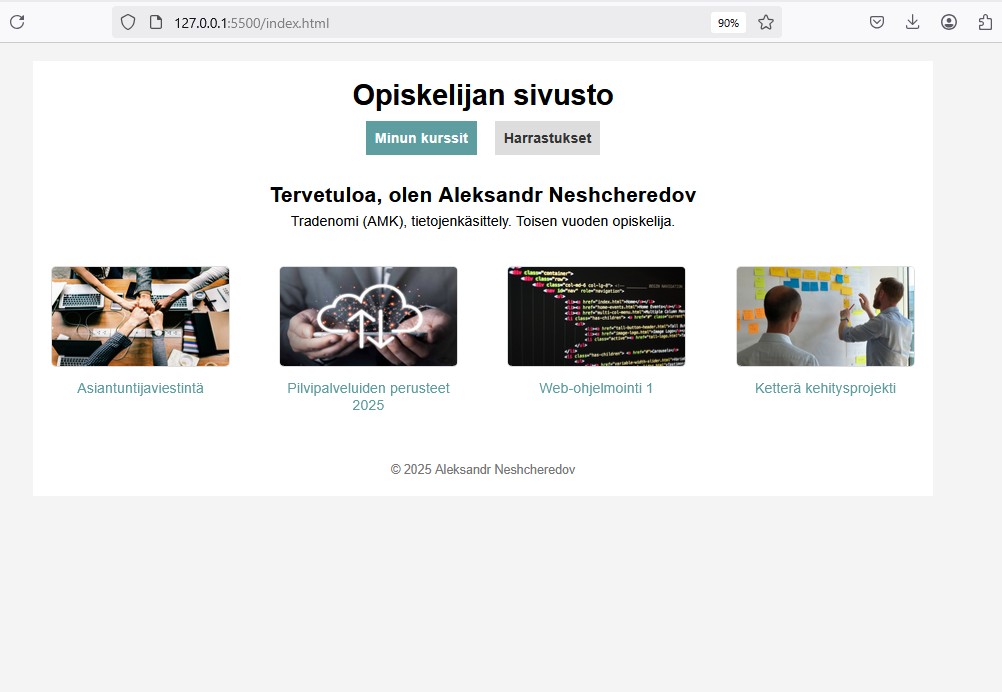 127.0.0.1:5500/index.html
90%
Opiskelijan sivusto
Minun kurssit
Harrastukset
Tervetuloa, olen Aleksandr Neshcheredov
Tradenomi (AMK), tietojenkäsittely. Toisen vuoden opiskelija.
Asiantuntijaviestintä
Pilvipalveluiden perusteet
2025
Web-ohjelmointi 1
Ketterä kehitysprojekti
© 2025 Aleksandr Neshcheredov